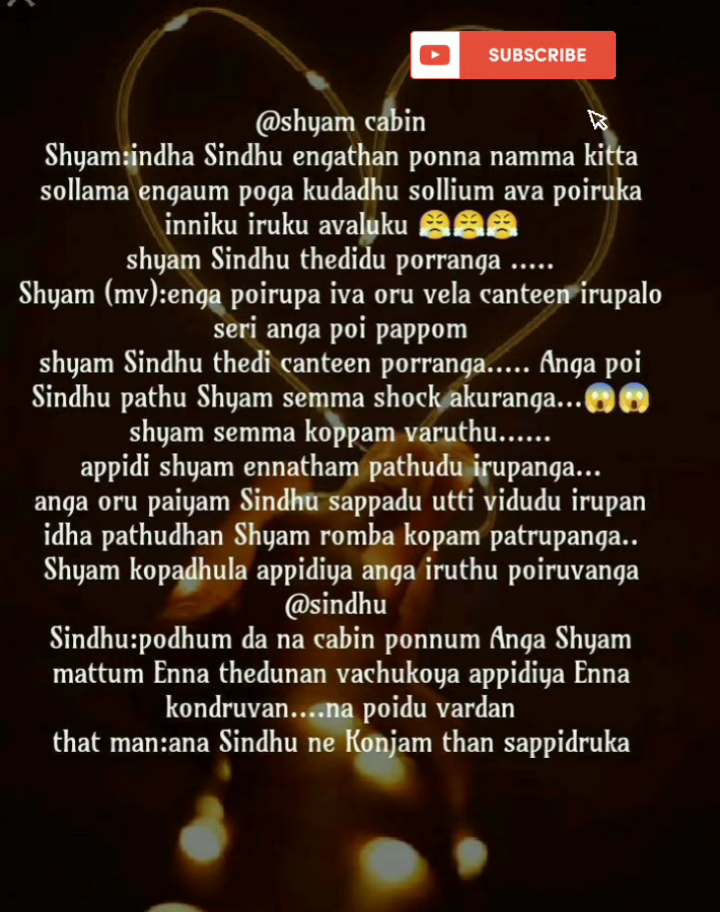 SUBSCRIBE
@shyam cabin
Shyam:indha Sindhu engathan ponna namma kitta
sollama engaum poga kudadhu sollium ava poiruka
inniku iruku avaluku 😤😤😤
shyam Sindhu thedidu porranga .....
Shyam (mv):enga poirupa iva oru vela canteen irupalo
seri anga poi pappom
shyam Sindhu thedi canteen porranga..... Anga poi
Sindhu pathu Shyam semma shock akuranga...😱😱
shyam semma koppam varuthu......
appidi shyam ennatham pathudu irupanga...
anga oru paiyam Sindhu sappadu utti vidudu irupan
idha pathudhan Shyam romba kopam patrupanga..
Shyam kopadhula appidiya anga iruthu poiruvanga
@sindhu
Sindhu:podhum da na cabin ponnum Anga Shyam
mattum Enna thedunan vachukoya appidiya Enna
kondruvan....na poidu vardan
that man:ana Sindhu ne Konjam than sappidruka